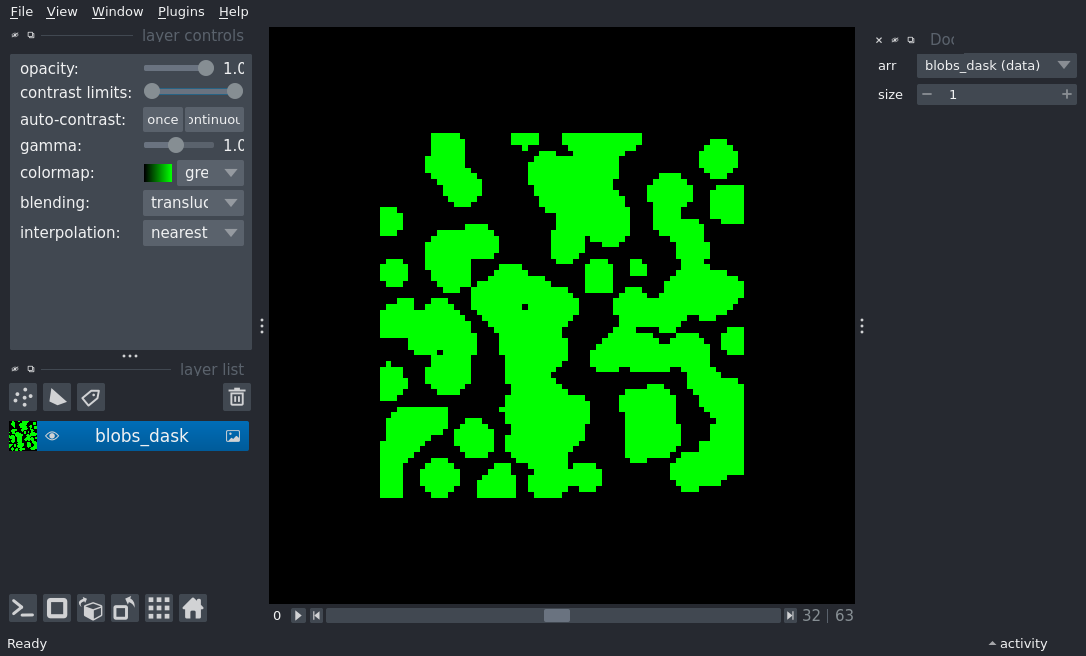 File View Window Plugins Help
layer controls
opacity: 1.0
contrast limits:
auto-contrast: once ontinuou
gamma: 1.0
colormap: gre
blending: transluc
interpolation: nearest
layer list
blobs_dask
0 32 | 63
Ready
Doc
arr blobs_dask (data)
size 1
activity